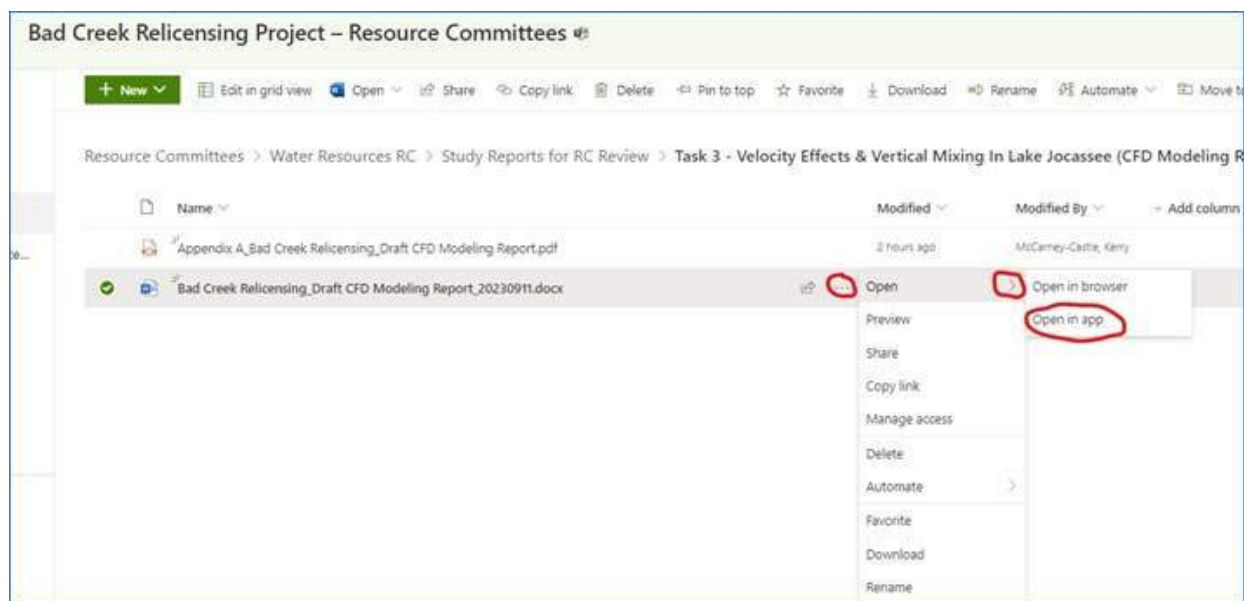 Bad Creek Relicensing Project – Resource Committees
+ New Edit in grid view Open Share Copy link Delete Pin to top Favorite Download Rename Automate Move
Resource Committees > Water Resources RC > Study Reports for RC Review > Task 3 - Velocity Effects & Vertical Mixing In Lake Jocassee (CFD Modeling R
Name Modified Modified By Add column
Appendix A_Bad Creek Relicensing_Draft CFD Modeling Report.pdf 2 hours ago McCarney-Castle, Kerry
Bad Creek Relicensing_Draft CFD Modeling Report_20230911.docx ... Open > Open in browser
Preview Open in app
Share
Copy link
Manage access
Delete
Automate >
Favorite
Download
Rename